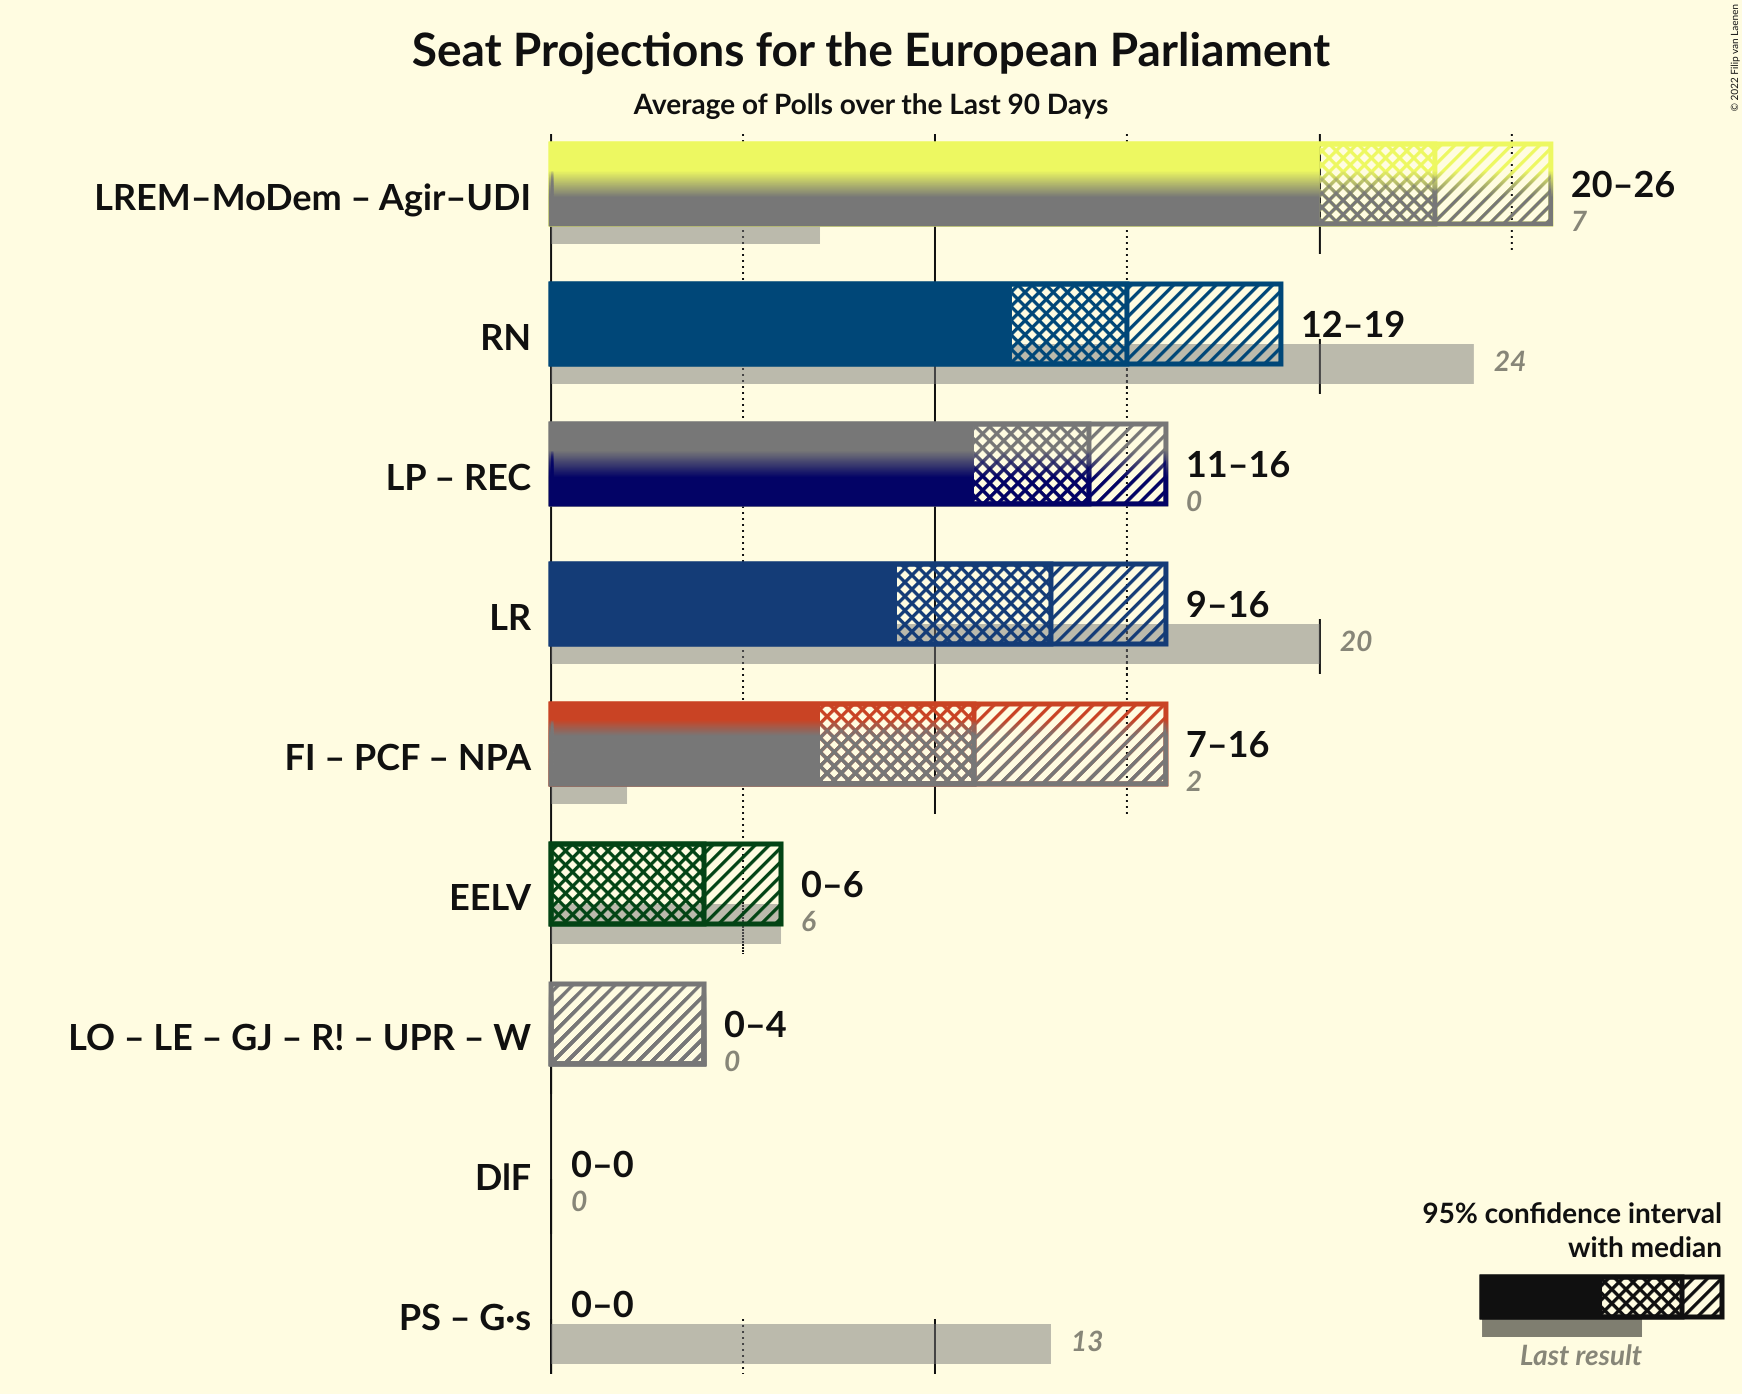 Seat Projections for the European Parliament
Average of Polls over the Last 90 Days
© 2022 Filip van Laenen
LREM–MoDem – Agir–UDI
20–26
7
RN
12–19
24
LP – REC
11–16
0
LR
9–16
20
FI – PCF – NPA
7–16
2
EELV
0–6
6
LO – LE – GJ – R! – UPR – W
0–4
0
DlF
0–0
0
PS – G·s
0–0
13
95% confidence interval
with median
Last result